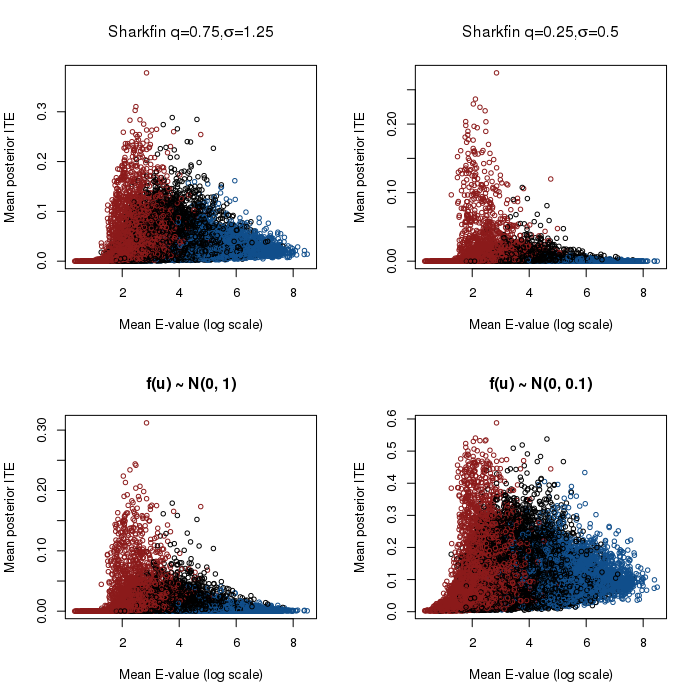 Sharkfin q=0.75,σ=1.25
Mean posterior ITE
0.3
0.2
0.1
0.0
2 4 6 8
Mean E-value (log scale)
Sharkfin q=0.25,σ=0.5
Mean posterior ITE
0.20
0.10
0.00
2 4 6 8
Mean E-value (log scale)
f(u) ~ N(0, 1)
Mean posterior ITE
0.30
0.20
0.10
0.00
2 4 6 8
Mean E-value (log scale)
f(u) ~ N(0, 0.1)
Mean posterior ITE
0.6
0.5
0.4
0.3
0.2
0.1
0.0
2 4 6 8
Mean E-value (log scale)